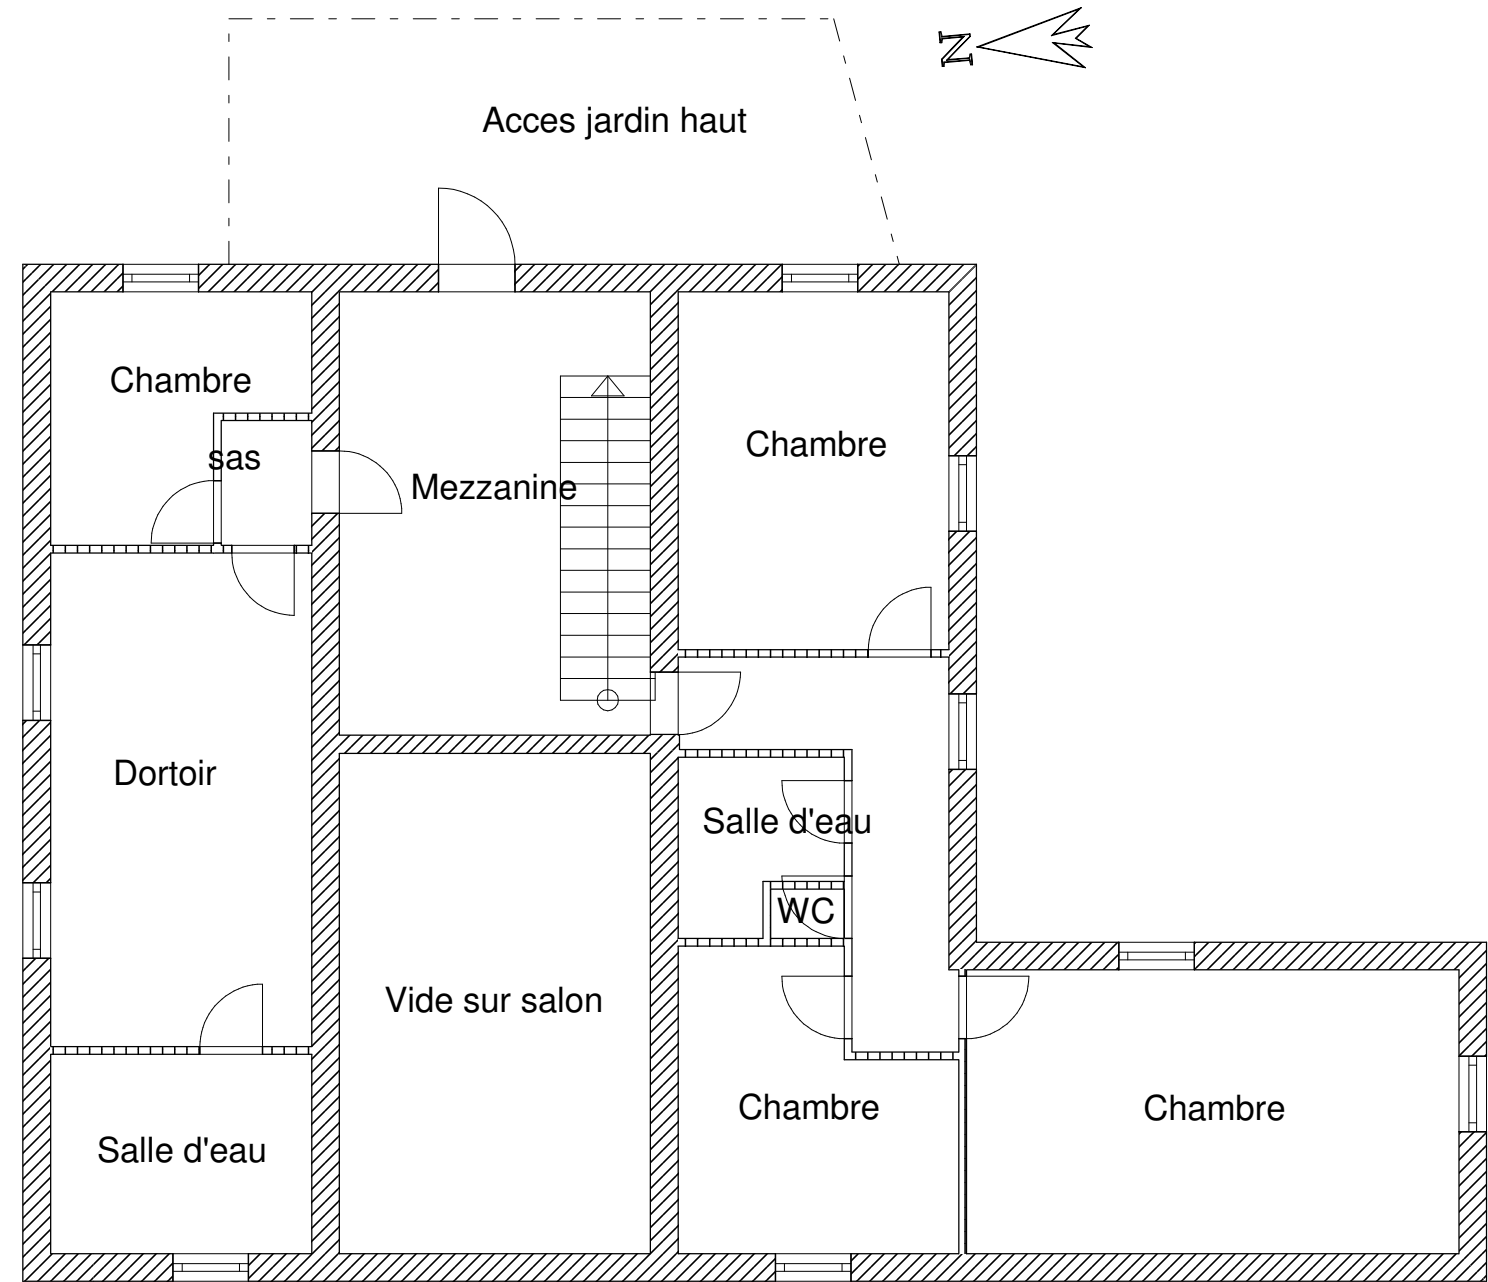 N
Acces jardin haut
Chambre
sas
Mezzanine
Chambre
Dortoir
Salle d'eau
WC
Vide sur salon
Chambre
Chambre
Salle d'eau